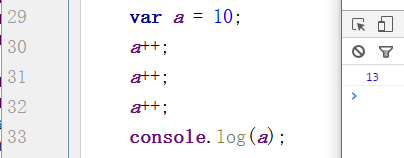 29 var a = 10;
30 a++;
31 a++;
32 a++;
33 console.log(a);
13
>